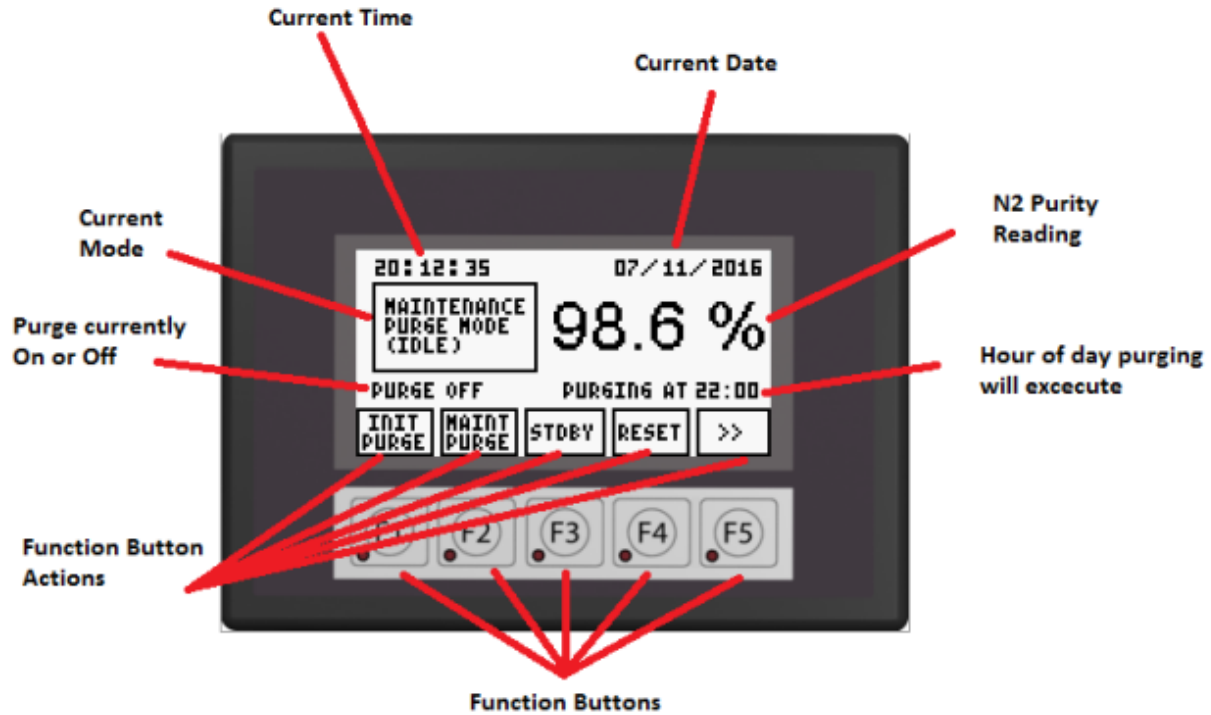 Current Time
Current Date
Current
Mode
N2 Purity
Reading
20:12:35
07/11/2016
MAINTENANCE
PURGE MODE
(IDLE)
98.6 %
Purge currently
On or Off
Hour of day purging
will excecute
PURGE OFF
PURGING AT 22:00
INIT
PURGE
MAINT
PURGE
STDBY
RESET
>>
F1
F2
F3
F4
F5
Function Button
Actions
Function Buttons